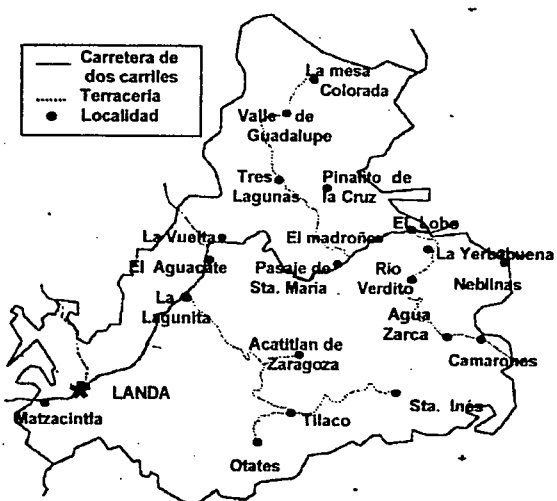 Carretera de
dos carriles
Terraceria
Localidad
La mesa
Colorada
Valle de
Guadalupe
Tres
Lagunas
Pinalito de
la Cruz
La Vuelta
El madroño
El Lobo
La Yerbabuena
El Aguacate
Pasaje de
Sta. Maria
Río
Verdito
Neblinas
La
Lagunita
Agua
Zarca
Acatitlan de
Zaragoza
Camarones
LANDA
Matzacintla
Sta. Inés
Tilaco
Otates